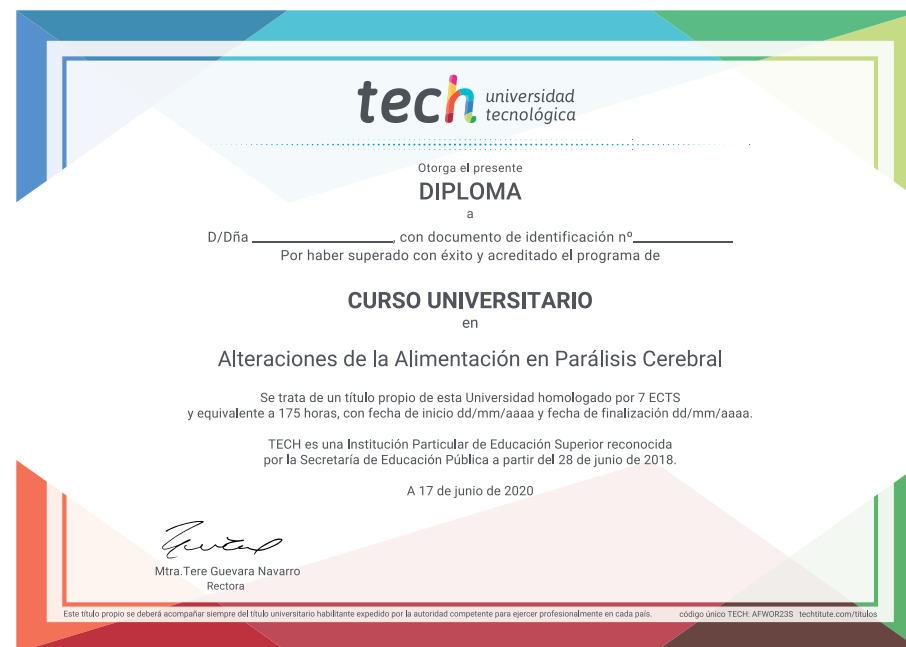 tech universidad
tecnológica
Otorga el presente
DIPLOMA
a
D/Dña ____________________, con documento de identificación nº______________
Por haber superado con éxito y acreditado el programa de
CURSO UNIVERSITARIO
en
Alteraciones de la Alimentación en Parálisis Cerebral
Se trata de un título propio de esta Universidad homologado por 7 ECTS
y equivalente a 175 horas, con fecha de inicio dd/mm/aaaa y fecha de finalización dd/mm/aaaa.
TECH es una Institución Particular de Educación Superior reconocida
por la Secretaría de Educación Pública a partir del 28 de junio de 2018.
A 17 de junio de 2020
Mtra.Tere Guevara Navarro
Rectora
Este título propio se deberá acompañar siempre del título universitario habilitante expedido por la autoridad competente para ejercer profesionalmente en cada país. código único TECH: AFWOR23S techtitute.com/titulos